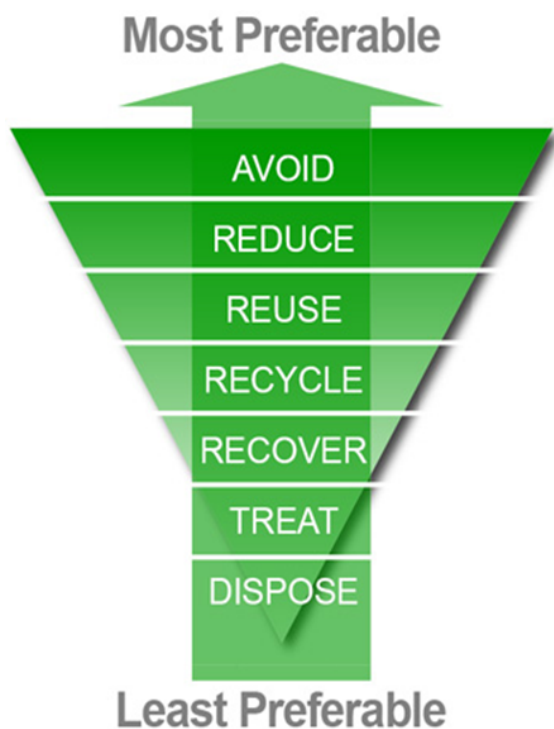 Most Preferable
AVOID
REDUCE
REUSE
RECYCLE
RECOVER
TREAT
DISPOSE
Least Preferable